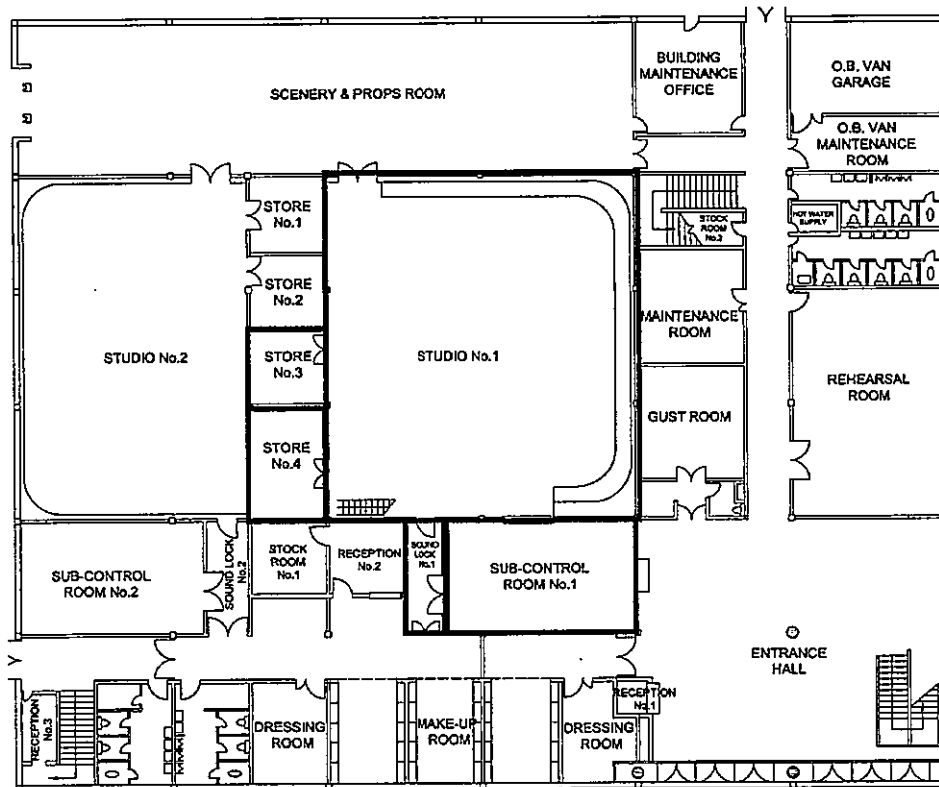 BUILDING
MAINTENANCE
OFFICE
O.B. VAN
GARAGE
SCENERY & PROPS ROOM
O.B. VAN
MAINTENANCE
ROOM
STORE
No.1
STOCK
ROOM
No.2
HOT WATER
SUPPLY
STORE
No.2
MAINTENANCE
ROOM
STUDIO No.2
STORE
No.3
STUDIO No.1
REHEARSAL
ROOM
GUST ROOM
STORE
No.4
SUB-CONTROL
ROOM No.2
SOUND LOCK
No.2
STOCK
ROOM
No.1
RECEPTION
No.2
SOUND
LOCK
No.1
SUB-CONTROL
ROOM No.1
ENTRANCE
HALL
RECEPTION
No.3
DRESSING
ROOM
MAKE-UP
ROOM
DRESSING
ROOM
RECEPTION
No.1